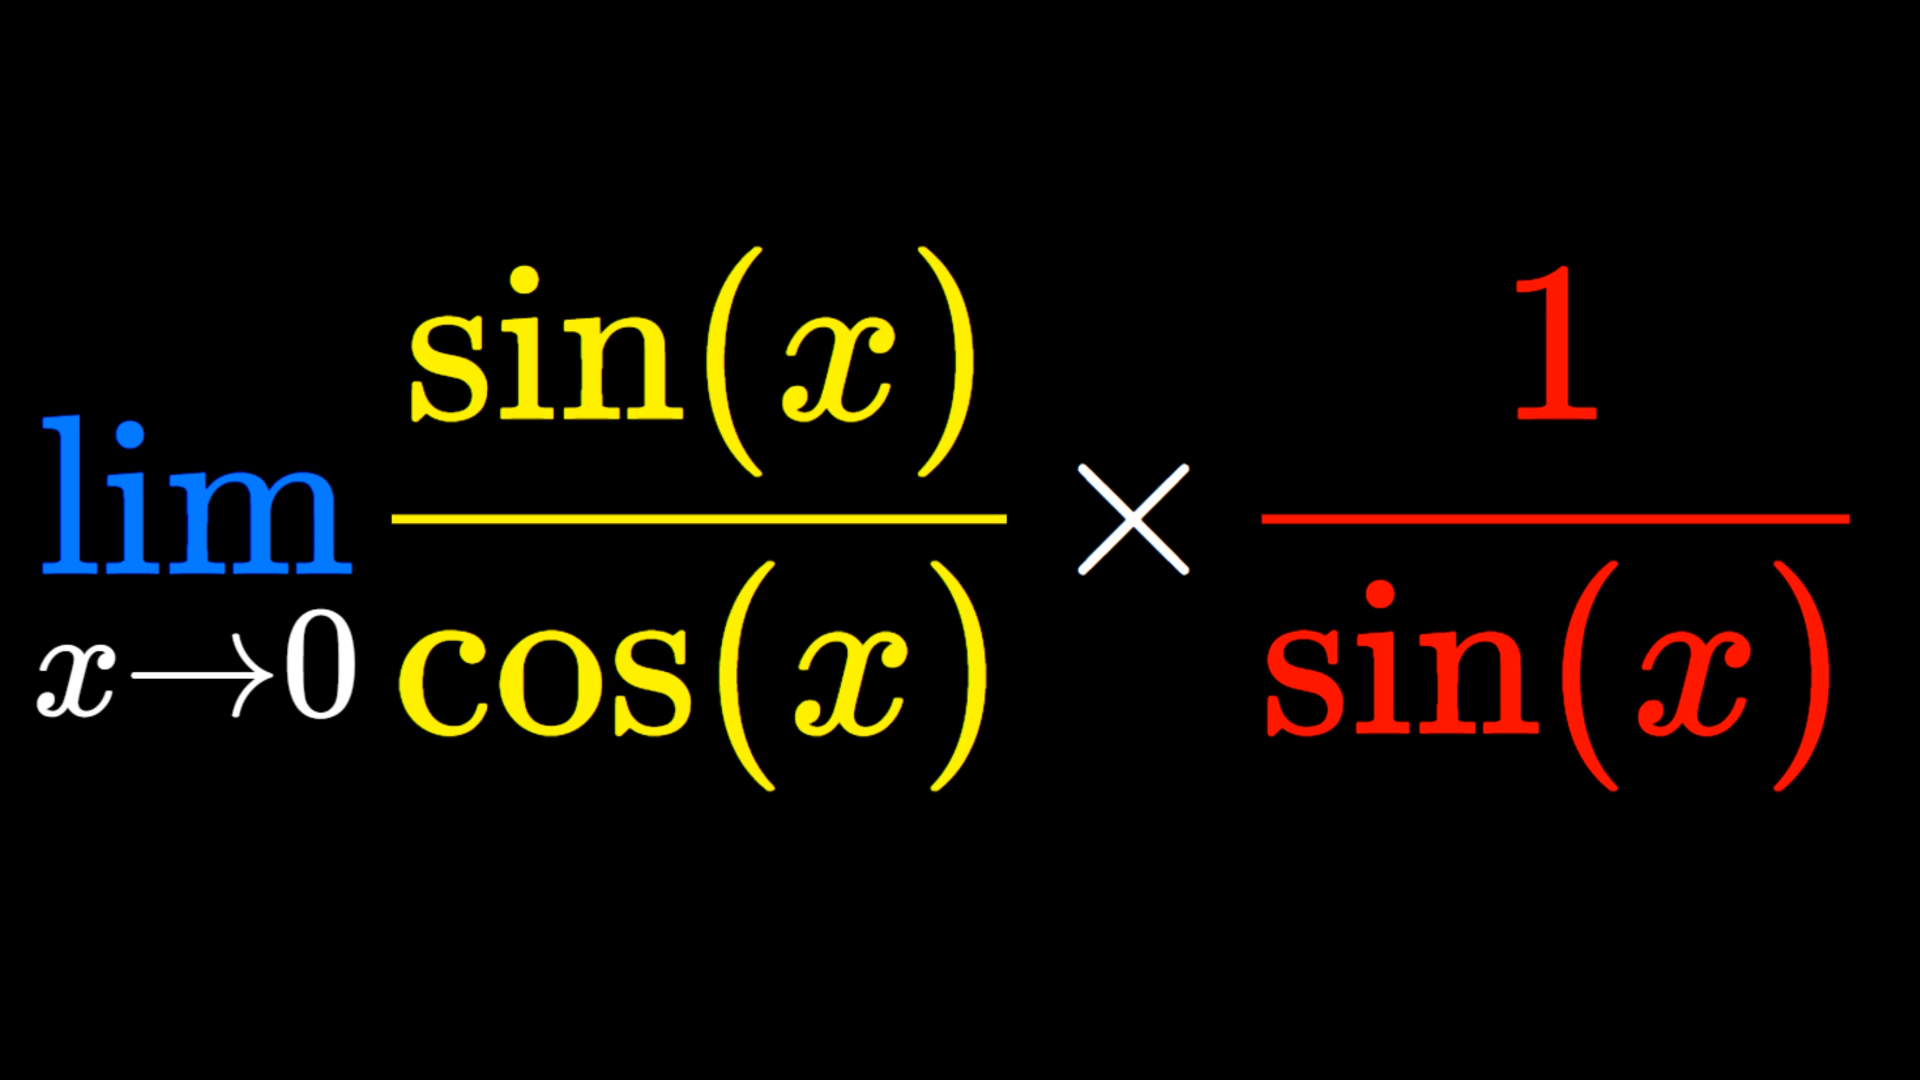 lim x→0 sin(x)/cos(x) × 1/sin(x)